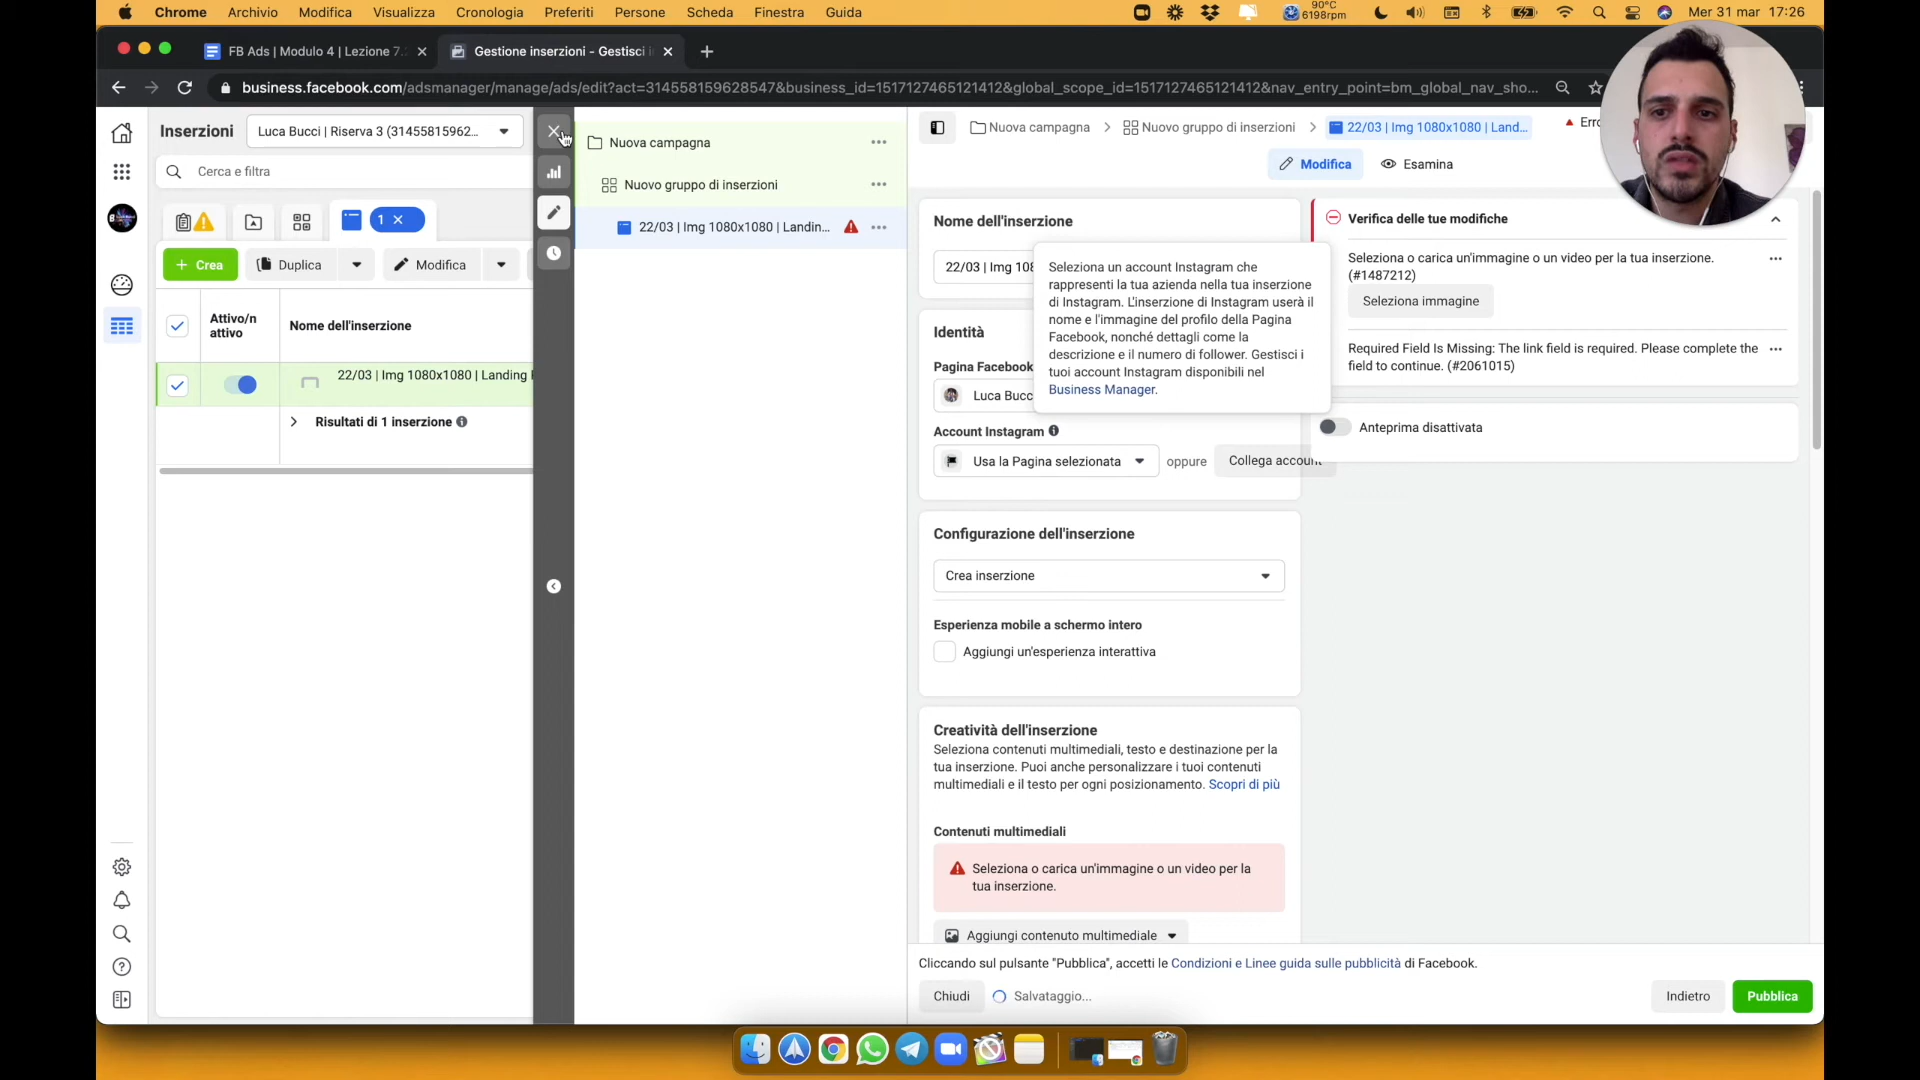 Chrome Archivio Modifica Visualizza Cronologia Preferiti Persone Scheda Finestra Guida
90°C
6198rpm
Mer 31 mar 17:26
FB Ads | Modulo 4 | Lezione 7.
Gestione inserzioni - Gestisci i
business.facebook.com/adsmanager/manage/ads/edit?act=314558159628547&business_id=1517127465121412&global_scope_id=1517127465121412&nav_entry_point=bm_global_nav_sho...
Inserzioni
Luca Bucci | Riserva 3 (31455815962...
Cerca e filtra
1
Crea
Duplica
Modifica
Attivo/n
attivo
Nome dell'inserzione
22/03 | Img 1080x1080 | Landing
Risultati di 1 inserzione
Nuova campagna
Nuovo gruppo di inserzioni
22/03 | Img 1080x1080 | Landin...
Nuova campagna
Nuovo gruppo di inserzioni
22/03 | Img 1080x1080 | Land...
Modifica
Esamina
Nome dell'inserzione
22/03 | Img 108
Seleziona un account Instagram che
rappresenti la tua azienda nella tua inserzione
di Instagram. L'inserzione di Instagram userà il
nome e l'immagine del profilo della Pagina
Facebook, nonché dettagli come la
descrizione e il numero di follower. Gestisci i
tuoi account Instagram disponibili nel
Business Manager.
Identità
Pagina Facebook
Luca Bucc
Account Instagram
Usa la Pagina selezionata
oppure
Collega account
Configurazione dell'inserzione
Crea inserzione
Esperienza mobile a schermo intero
Aggiungi un'esperienza interattiva
Creatività dell'inserzione
Seleziona contenuti multimediali, testo e destinazione per la
tua inserzione. Puoi anche personalizzare i tuoi contenuti
multimediali e il testo per ogni posizionamento. Scopri di più
Contenuti multimediali
Seleziona o carica un'immagine o un video per la
tua inserzione.
Aggiungi contenuto multimediale
Verifica delle tue modifiche
Seleziona o carica un'immagine o un video per la tua inserzione.
(#1487212)
Seleziona immagine
Required Field Is Missing: The link field is required. Please complete the
field to continue. (#2061015)
Anteprima disattivata
Cliccando sul pulsante "Pubblica", accetti le Condizioni e Linee guida sulle pubblicità di Facebook.
Chiudi
Salvataggio...
Indietro
Pubblica